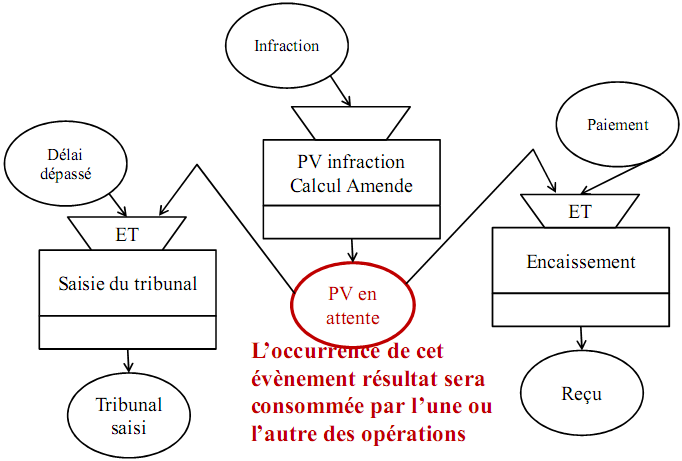 Infraction
Paiement
Délai
dépassé
PV infraction
Calcul Amende
ET
ET
Saisie du tribunal
PV en
attente
Encaissement
L’occurrence de cet
évènement résultat sera
consommée par l’une ou
l’autre des opérations
Tribunal
saisi
Reçu